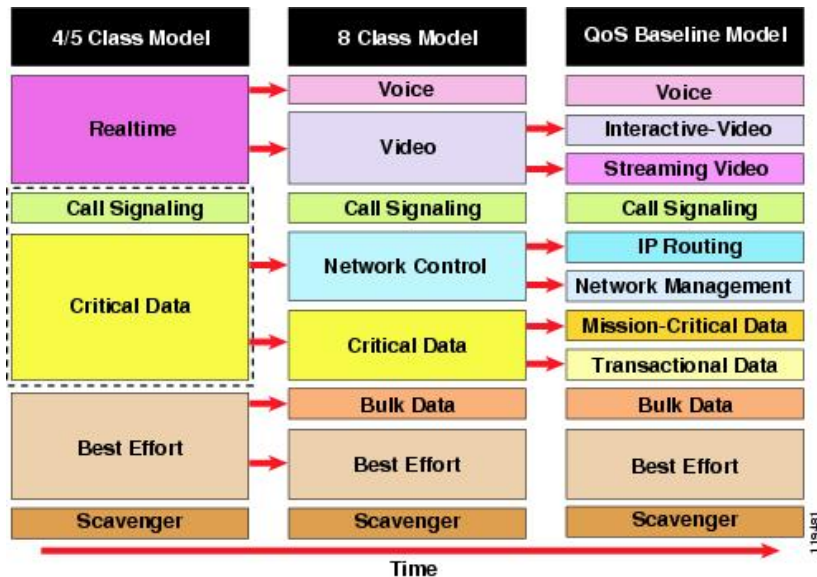 4/5 Class Model
8 Class Model
QoS Baseline Model
Realtime
Call Signaling
Critical Data
Best Effort
Scavenger
Voice
Video
Call Signaling
Network Control
Critical Data
Bulk Data
Best Effort
Scavenger
Voice
Interactive-Video
Streaming Video
Call Signaling
IP Routing
Network Management
Mission-Critical Data
Transactional Data
Bulk Data
Best Effort
Scavenger
Time
119481